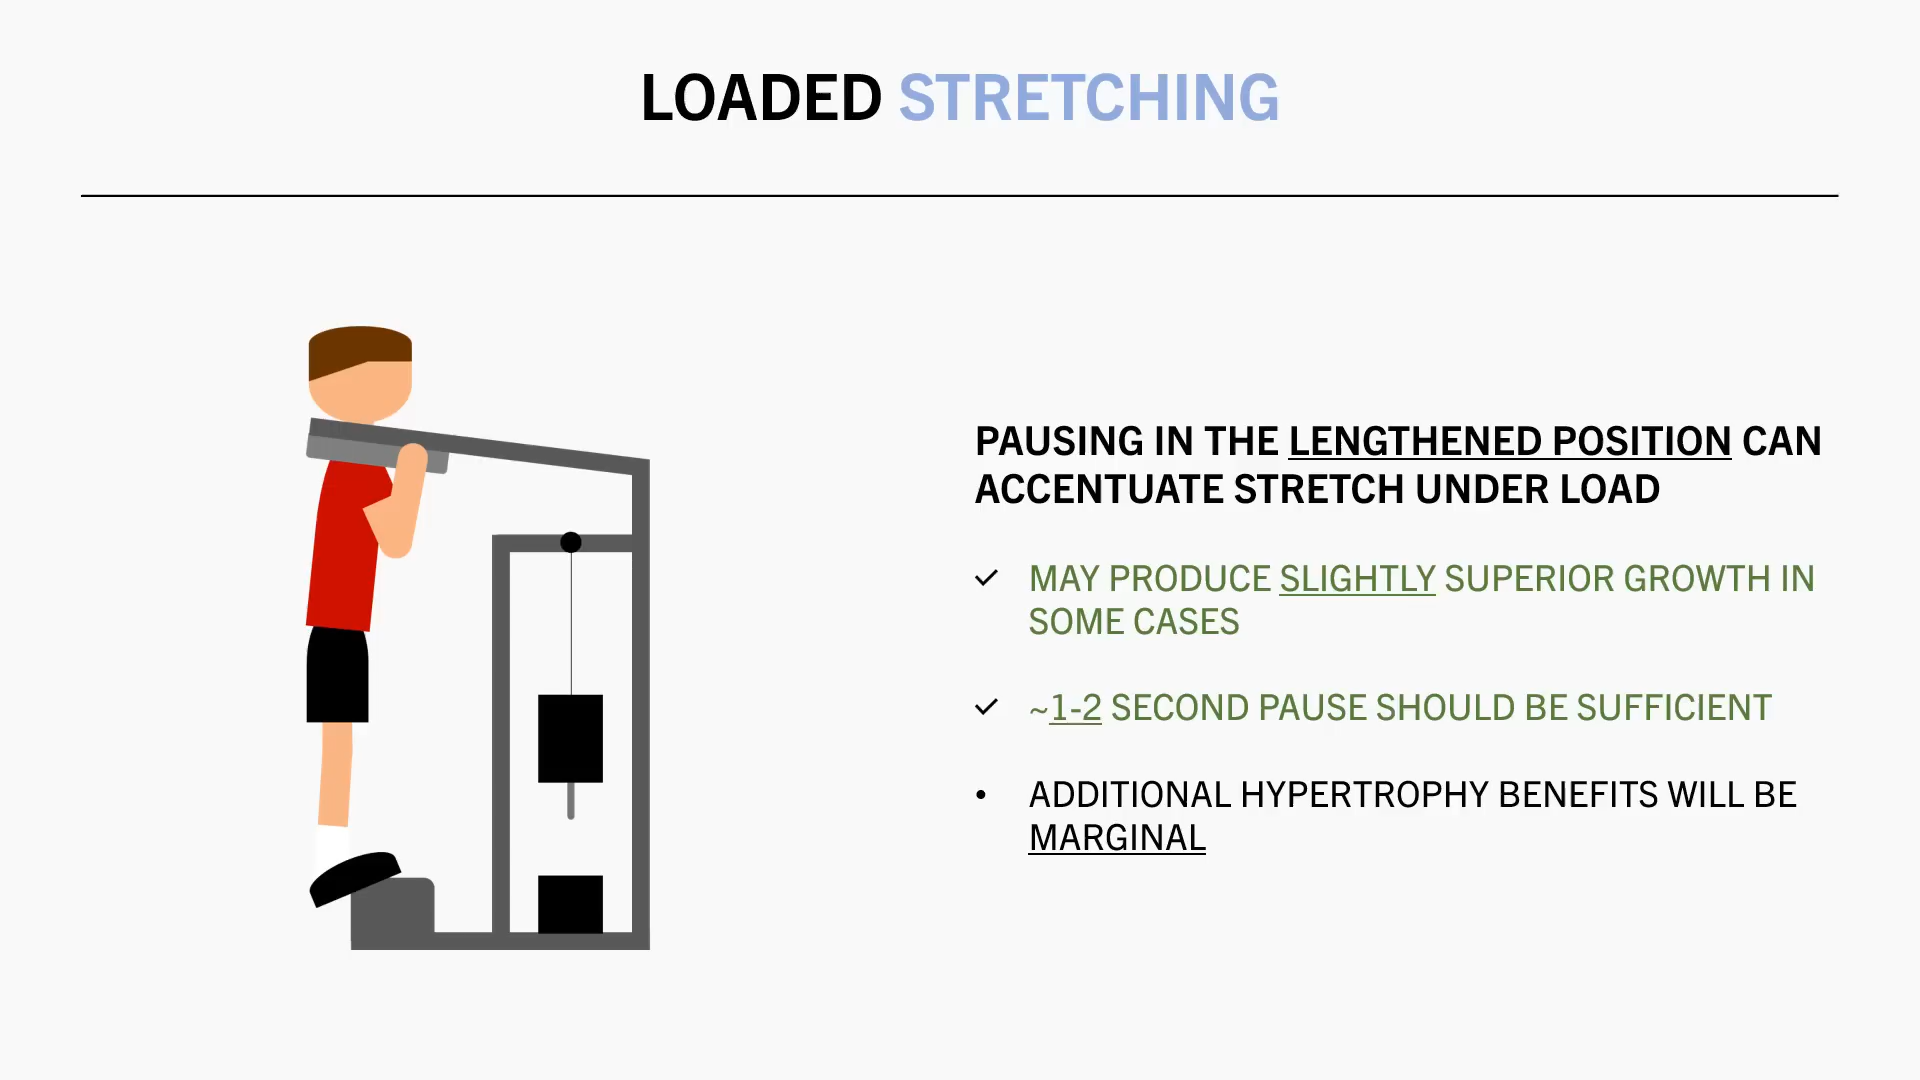 LOADED STRETCHING
PAUSING IN THE LENGTHENED POSITION CAN
ACCENTUATE STRETCH UNDER LOAD
✓ MAY PRODUCE SLIGHTLY SUPERIOR GROWTH IN
SOME CASES
✓ ~1-2 SECOND PAUSE SHOULD BE SUFFICIENT
• ADDITIONAL HYPERTROPHY BENEFITS WILL BE
MARGINAL